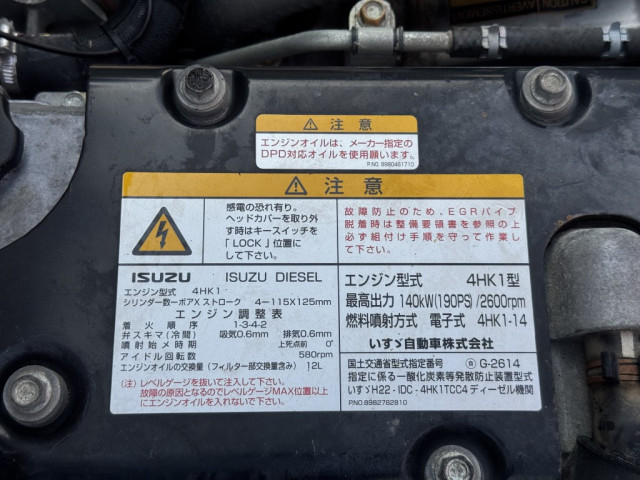 CAUTION
⚠ 注意
エンジンオイルは、メーカー指定の
DPD対応オイルを使用願います。
P.NO. 8980461710
⚠ 注意
感電の恐れ有り。
ヘッドカバーを取り外
す時はキースイッチを
「LOCK」位置に
して下さい。
故障防止のため、EGRパイプ
脱着時は整備要領書を参照の上
必ず組付け手順を守って作業し
て下さい。
ISUZU ISUZU DIESEL
エンジン型式 4HK1
シリンダー数ーボアXストローク 4ー115X125mm
エンジン調整表
着火順序 1-3-4-2
弁スキマ(冷間) 吸気0.6mm 排気0.6mm
噴射始メ時期 上死点前 0°
アイドル回転数 580rpm
エンジンオイルの交換量(フィルター部交換量含み) 12L
(注)レベルゲージを抜いて注入して下さい。
故障の原因となるのでレベルゲージMAX位置以上
にエンジンオイルを入れないで下さい。
エンジン型式 4HK1型
最高出力 140kW(190PS)/2600rpm
燃料噴射方式 電子式 4HK1-14
いすゞ自動車株式会社
国土交通省型式指定番号 G-2614
指定に係る一酸化炭素等発散防止装置型式
いすゞH22-IDC-4HK1TCC4 ディーゼル機関
P.NO.8982762810